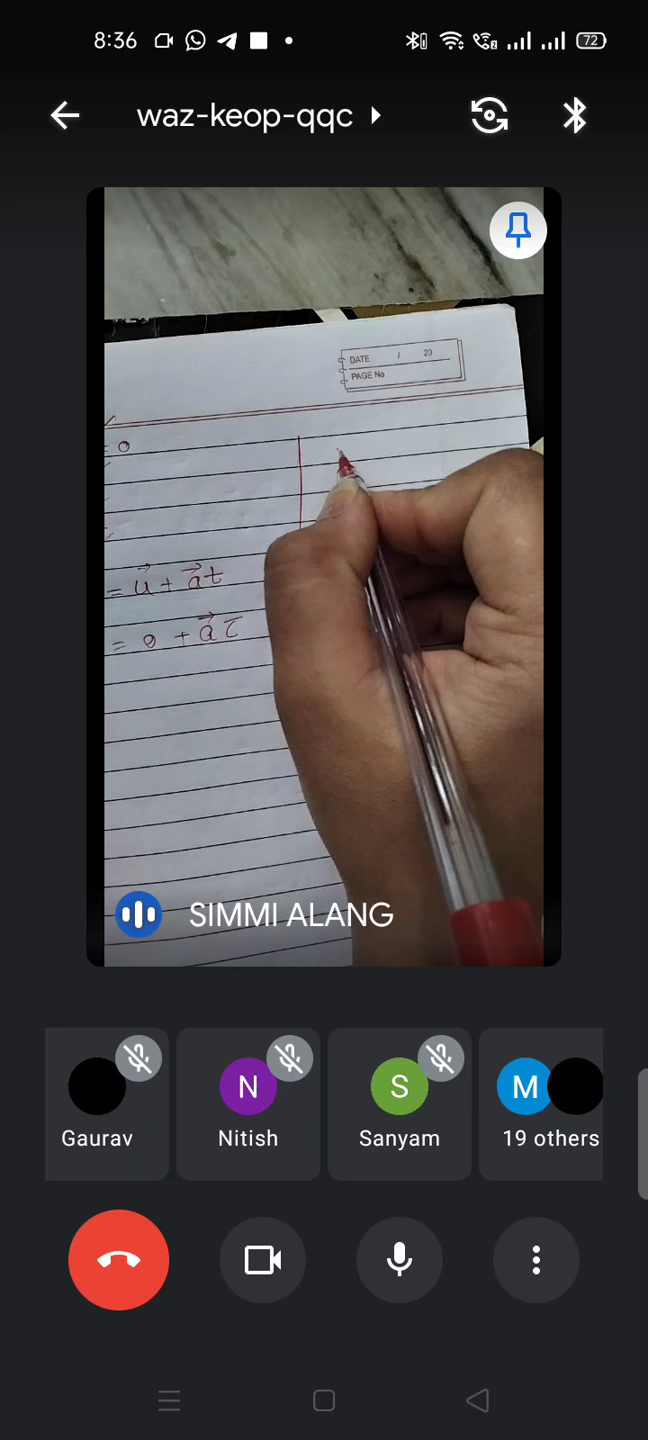 8:36
72
waz-keop-qqc
DATE / 20
PAGE No
= 0
= u⃗ + a⃗t
= 0 + a⃗τ
SIMMI ALANG
Gaurav
N
Nitish
S
Sanyam
M
19 others